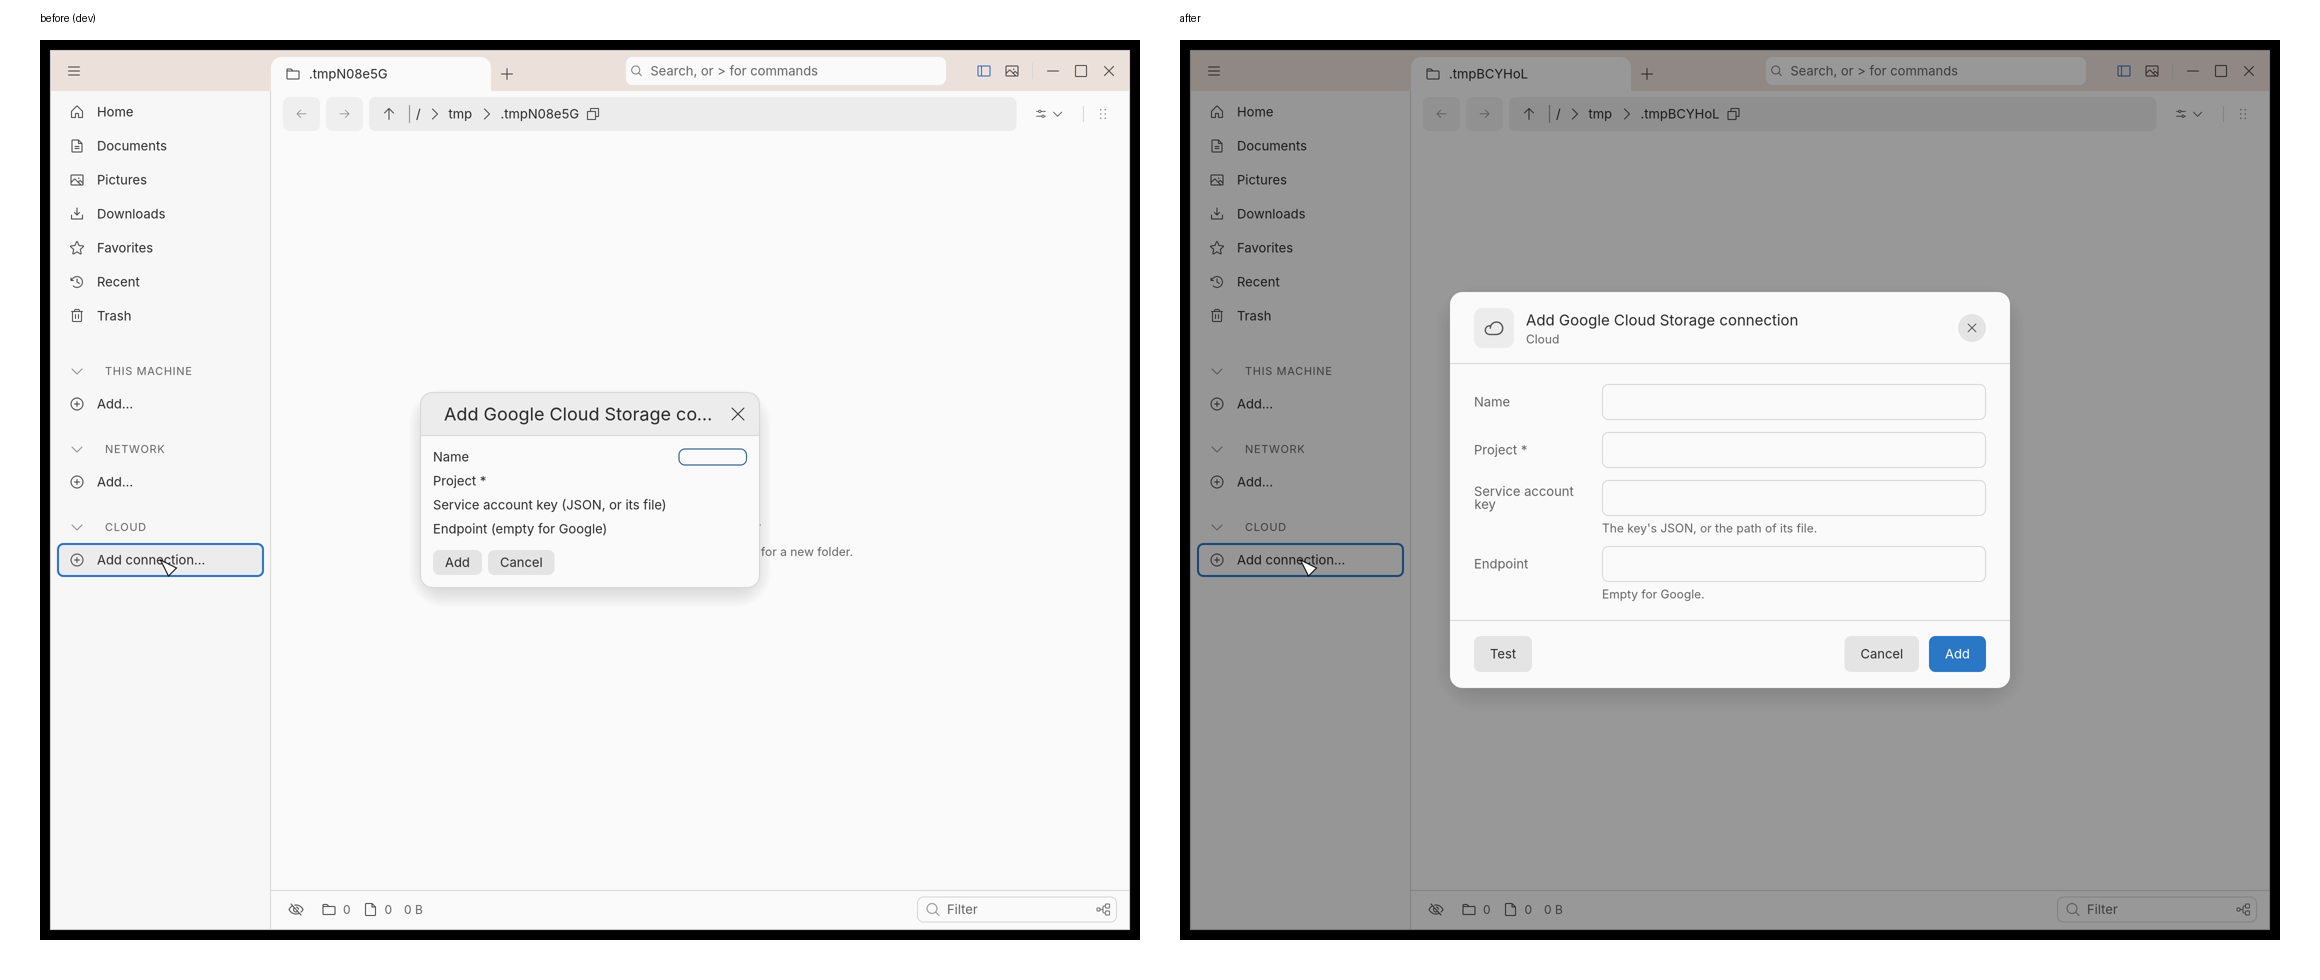 before (dev)
.tmpN08e5G
Search, or > for commands
Home
/ > tmp > .tmpN08e5G
Documents
Pictures
Downloads
Favorites
Recent
Trash
THIS MACHINE
Add...
NETWORK
Add...
CLOUD
Add connection...
Add Google Cloud Storage co...
Name
Project *
Service account key (JSON, or its file)
Endpoint (empty for Google)
for a new folder.
Add Cancel
0 0 0 B
Filter
after
.tmpBCYHoL
Search, or > for commands
Home
/ > tmp > .tmpBCYHoL
Documents
Pictures
Downloads
Favorites
Recent
Trash
THIS MACHINE
Add...
NETWORK
Add...
CLOUD
Add connection...
Add Google Cloud Storage connection
Cloud
Name
Project *
Service account
key
The key's JSON, or the path of its file.
Endpoint
Empty for Google.
Test Cancel Add
0 0 0 B
Filter